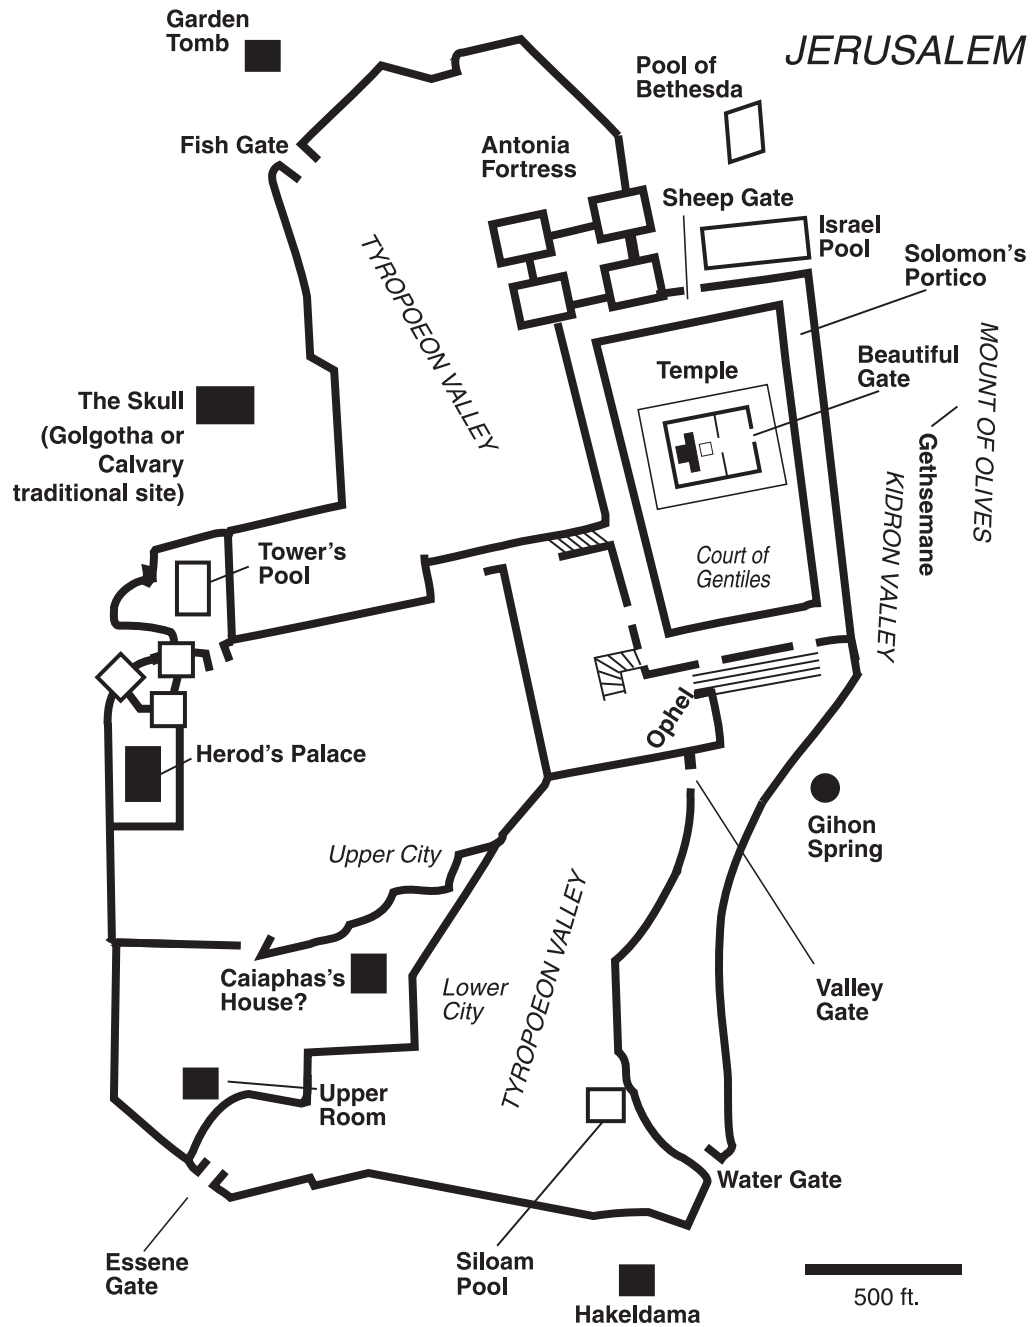 Garden
Tomb
JERUSALEM
Pool of
Bethesda
Fish Gate
Antonia
Fortress
Sheep Gate
Israel
Pool
Solomon's
Portico
TYROPOEON VALLEY
MOUNT OF OLIVES
Beautiful
Gate
Temple
The Skull
(Golgotha or
Calvary
traditional site)
Gethsemane
KIDRON VALLEY
Tower's
Pool
Court of
Gentiles
Ophel
Herod's Palace
Gihon
Spring
Upper City
TYROPOEON VALLEY
Caiaphas's
House?
Lower
City
Valley
Gate
Upper
Room
Water Gate
Essene
Gate
Siloam
Pool
Hakeldama
500 ft.